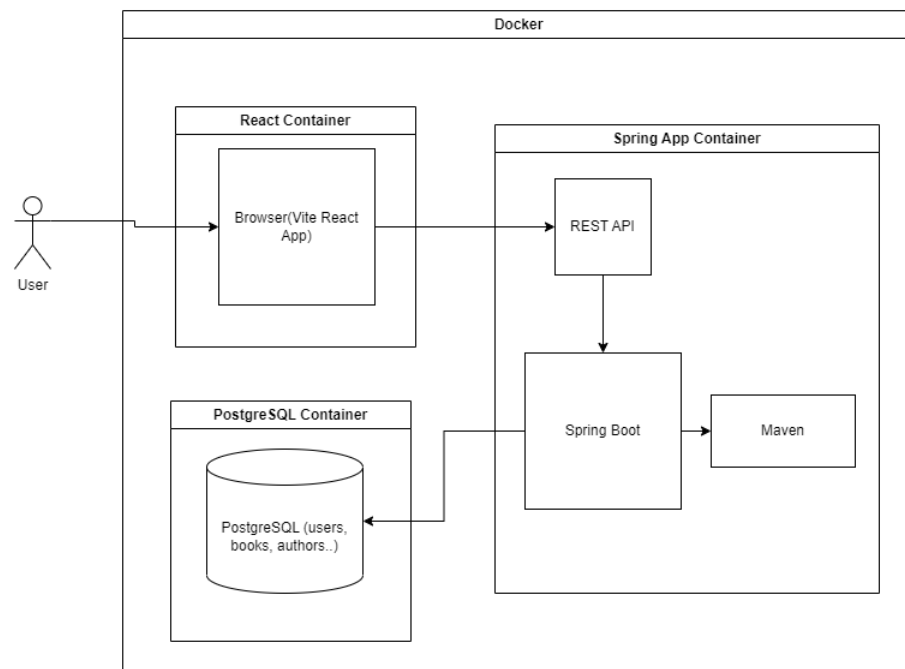 Docker
React Container
Spring App Container
Browser(Vite React
App)
REST API
User
PostgreSQL Container
Spring Boot
Maven
PostgreSQL (users,
books, authors..)